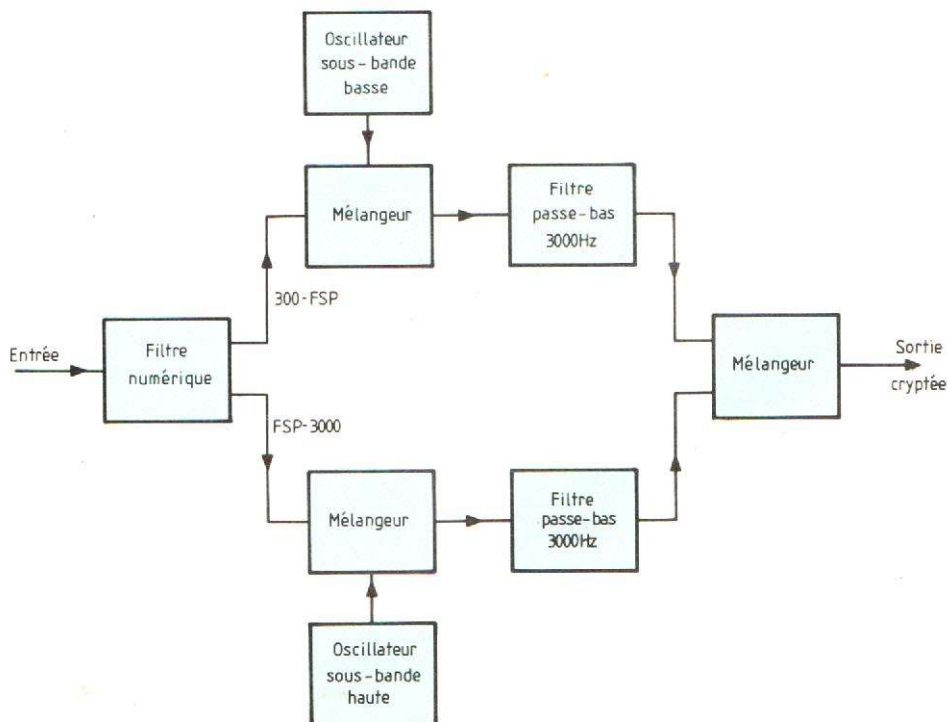 Oscillateur
sous-bande
basse
Mélangeur
Filtre
passe-bas
3000Hz
300-FSP
Entrée
Filtre
numérique
Mélangeur
Sortie
cryptée
FSP-3000
Mélangeur
Filtre
passe-bas
3000Hz
Oscillateur
sous-bande
haute